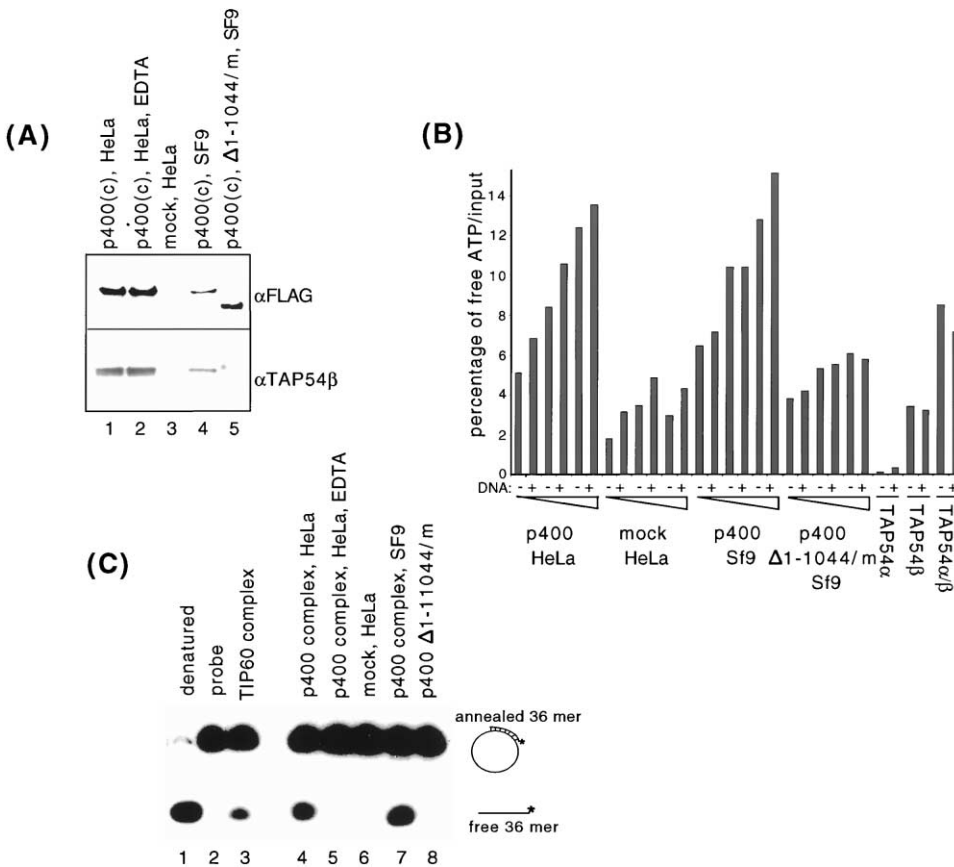 (A)
p400(c), HeLa
p400(c), HeLa, EDTA
mock, HeLa
p400(c), SF9
p400(c), Δ1-1044/m, SF9
αFLAG
αTAP54β
1 2 3 4 5
(B)
percentage of free ATP/input
14
12
10
8
6
4
2
0
DNA: - + - + - + - + - + - + - + - + - + - + - + - + - + - + - +
p400
HeLa
mock
HeLa
p400
Sf9
p400
Δ1-1044/m
Sf9
TAP54α
TAP54β
TAP54α/β
(C)
denatured
probe
TIP60 complex
p400 complex, HeLa
p400 complex, HeLa, EDTA
mock, HeLa
p400 complex, SF9
p400 Δ1-11044/m
annealed 36 mer
*
*
free 36 mer
1 2 3 4 5 6 7 8